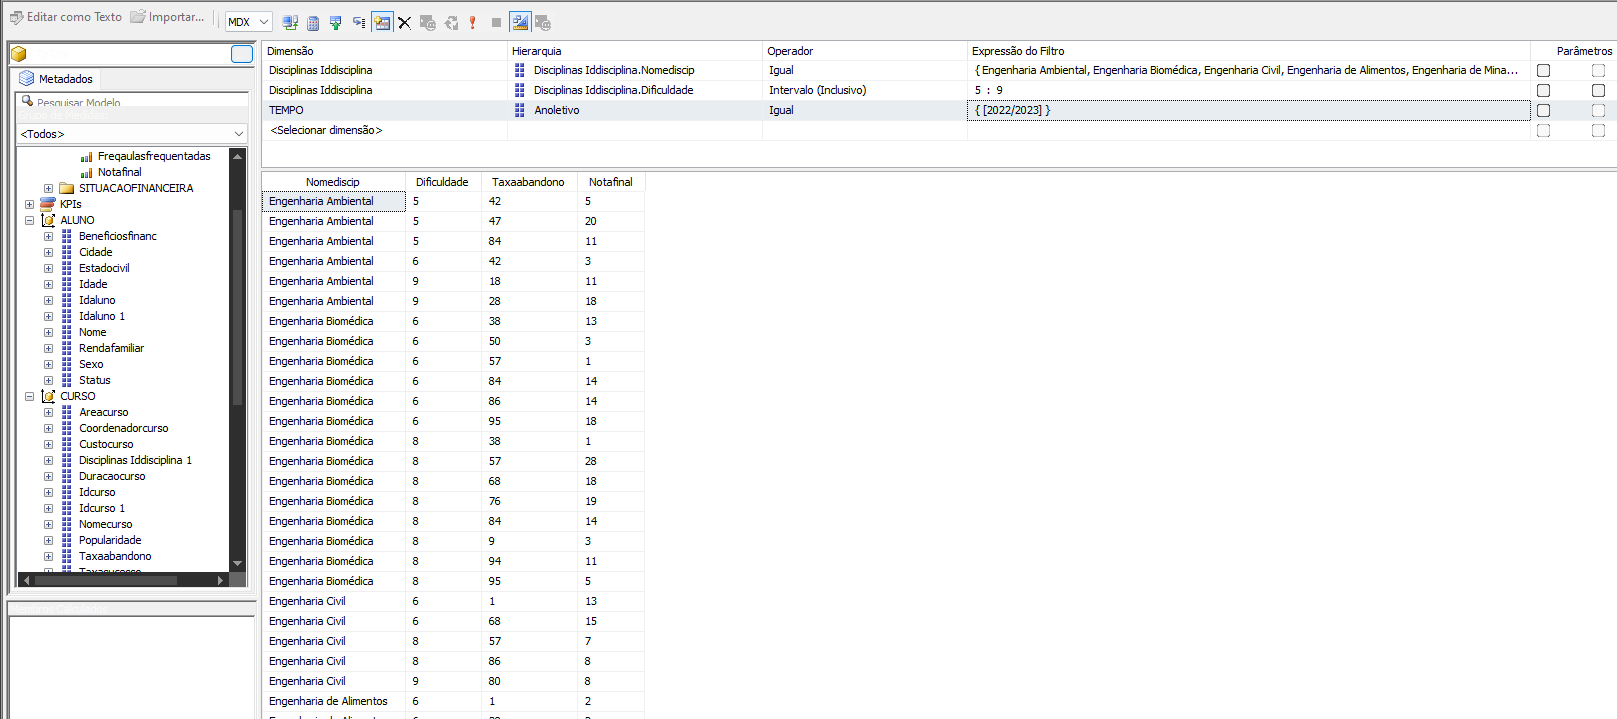 Editar como Texto Importar... MDX
Metadados
Pesquisar Modelo
<Todos>
Freqaulasfrequentadas
Notafinal
SITUACAOFINANCEIRA
KPIs
ALUNO
Beneficiosfinanc
Cidade
Estadocivil
Idade
Idaluno
Idaluno 1
Nome
Rendafamiliar
Sexo
Status
CURSO
Areacurso
Coordenadorcurso
Custocurso
Disciplinas Iddisciplina 1
Duracaocurso
Idcurso
Idcurso 1
Nomecurso
Popularidade
Taxaabandono
Taxasucesso
Membros Calculados
Dimensão Hierarquia Operador Expressão do Filtro Parâmetros
Disciplinas Iddisciplina Disciplinas Iddisciplina.Nomediscip Igual { Engenharia Ambiental, Engenharia Biomédica, Engenharia Civil, Engenharia de Alimentos, Engenharia de Mina...
Disciplinas Iddisciplina Disciplinas Iddisciplina.Dificuldade Intervalo (Inclusivo) 5 : 9
TEMPO Anoletivo Igual { [2022/2023] }
<Selecionar dimensão>
Nomediscip Dificuldade Taxaabandono Notafinal
Engenharia Ambiental 5 42 5
Engenharia Ambiental 5 47 20
Engenharia Ambiental 5 84 11
Engenharia Ambiental 6 42 3
Engenharia Ambiental 9 18 11
Engenharia Ambiental 9 28 18
Engenharia Biomédica 6 38 13
Engenharia Biomédica 6 50 3
Engenharia Biomédica 6 57 1
Engenharia Biomédica 6 84 14
Engenharia Biomédica 6 86 14
Engenharia Biomédica 6 95 18
Engenharia Biomédica 8 38 1
Engenharia Biomédica 8 57 28
Engenharia Biomédica 8 68 18
Engenharia Biomédica 8 76 19
Engenharia Biomédica 8 84 14
Engenharia Biomédica 8 9 3
Engenharia Biomédica 8 94 11
Engenharia Biomédica 8 95 5
Engenharia Civil 6 1 13
Engenharia Civil 6 68 15
Engenharia Civil 8 57 7
Engenharia Civil 8 86 8
Engenharia Civil 9 80 8
Engenharia de Alimentos 6 1 2